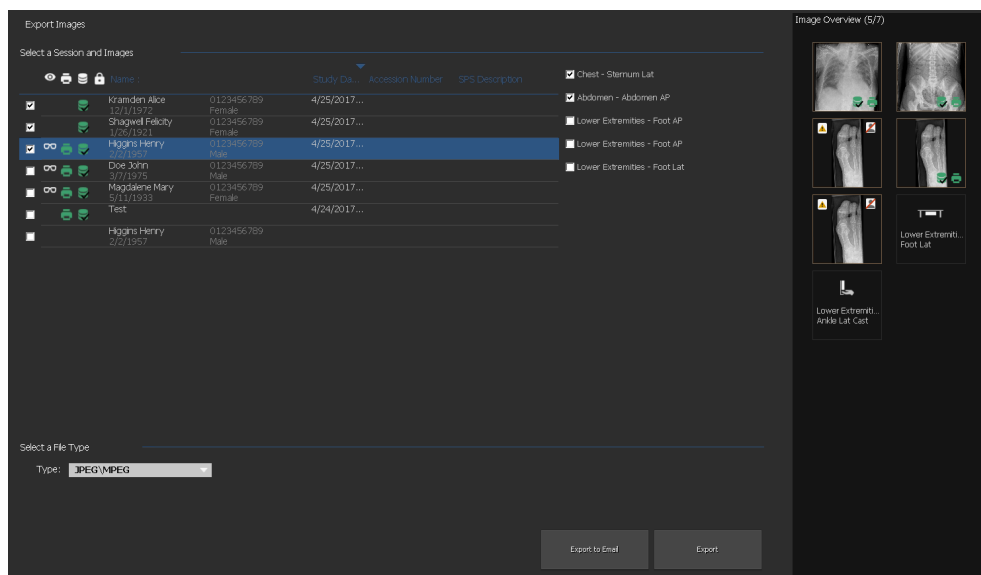 Export Images
Image Overview (5/7)
Select a Session and Images
Name :
Study Da... Accession Number SPS Description
Kramden Alice 0123456789 4/25/2017...
12/1/1972 Female
Shagwell Felicity 0123456789 4/25/2017...
1/26/1921 Female
Higgins Henry 0123456789 4/25/2017...
2/2/1957 Male
Doe John 0123456789 4/25/2017...
3/7/1975 Male
Magdalene Mary 0123456789 4/25/2017...
5/11/1933 Female
Test 4/24/2017...
Higgins Henry 0123456789
2/2/1957 Male
Chest - Sternum Lat
Abdomen - Abdomen AP
Lower Extremities - Foot AP
Lower Extremities - Foot AP
Lower Extremities - Foot Lat
Lower Extremiti...
Foot Lat
Lower Extremiti...
Ankle Lat Cast
Select a File Type
Type: JPEG\MPEG
Export to Email
Export